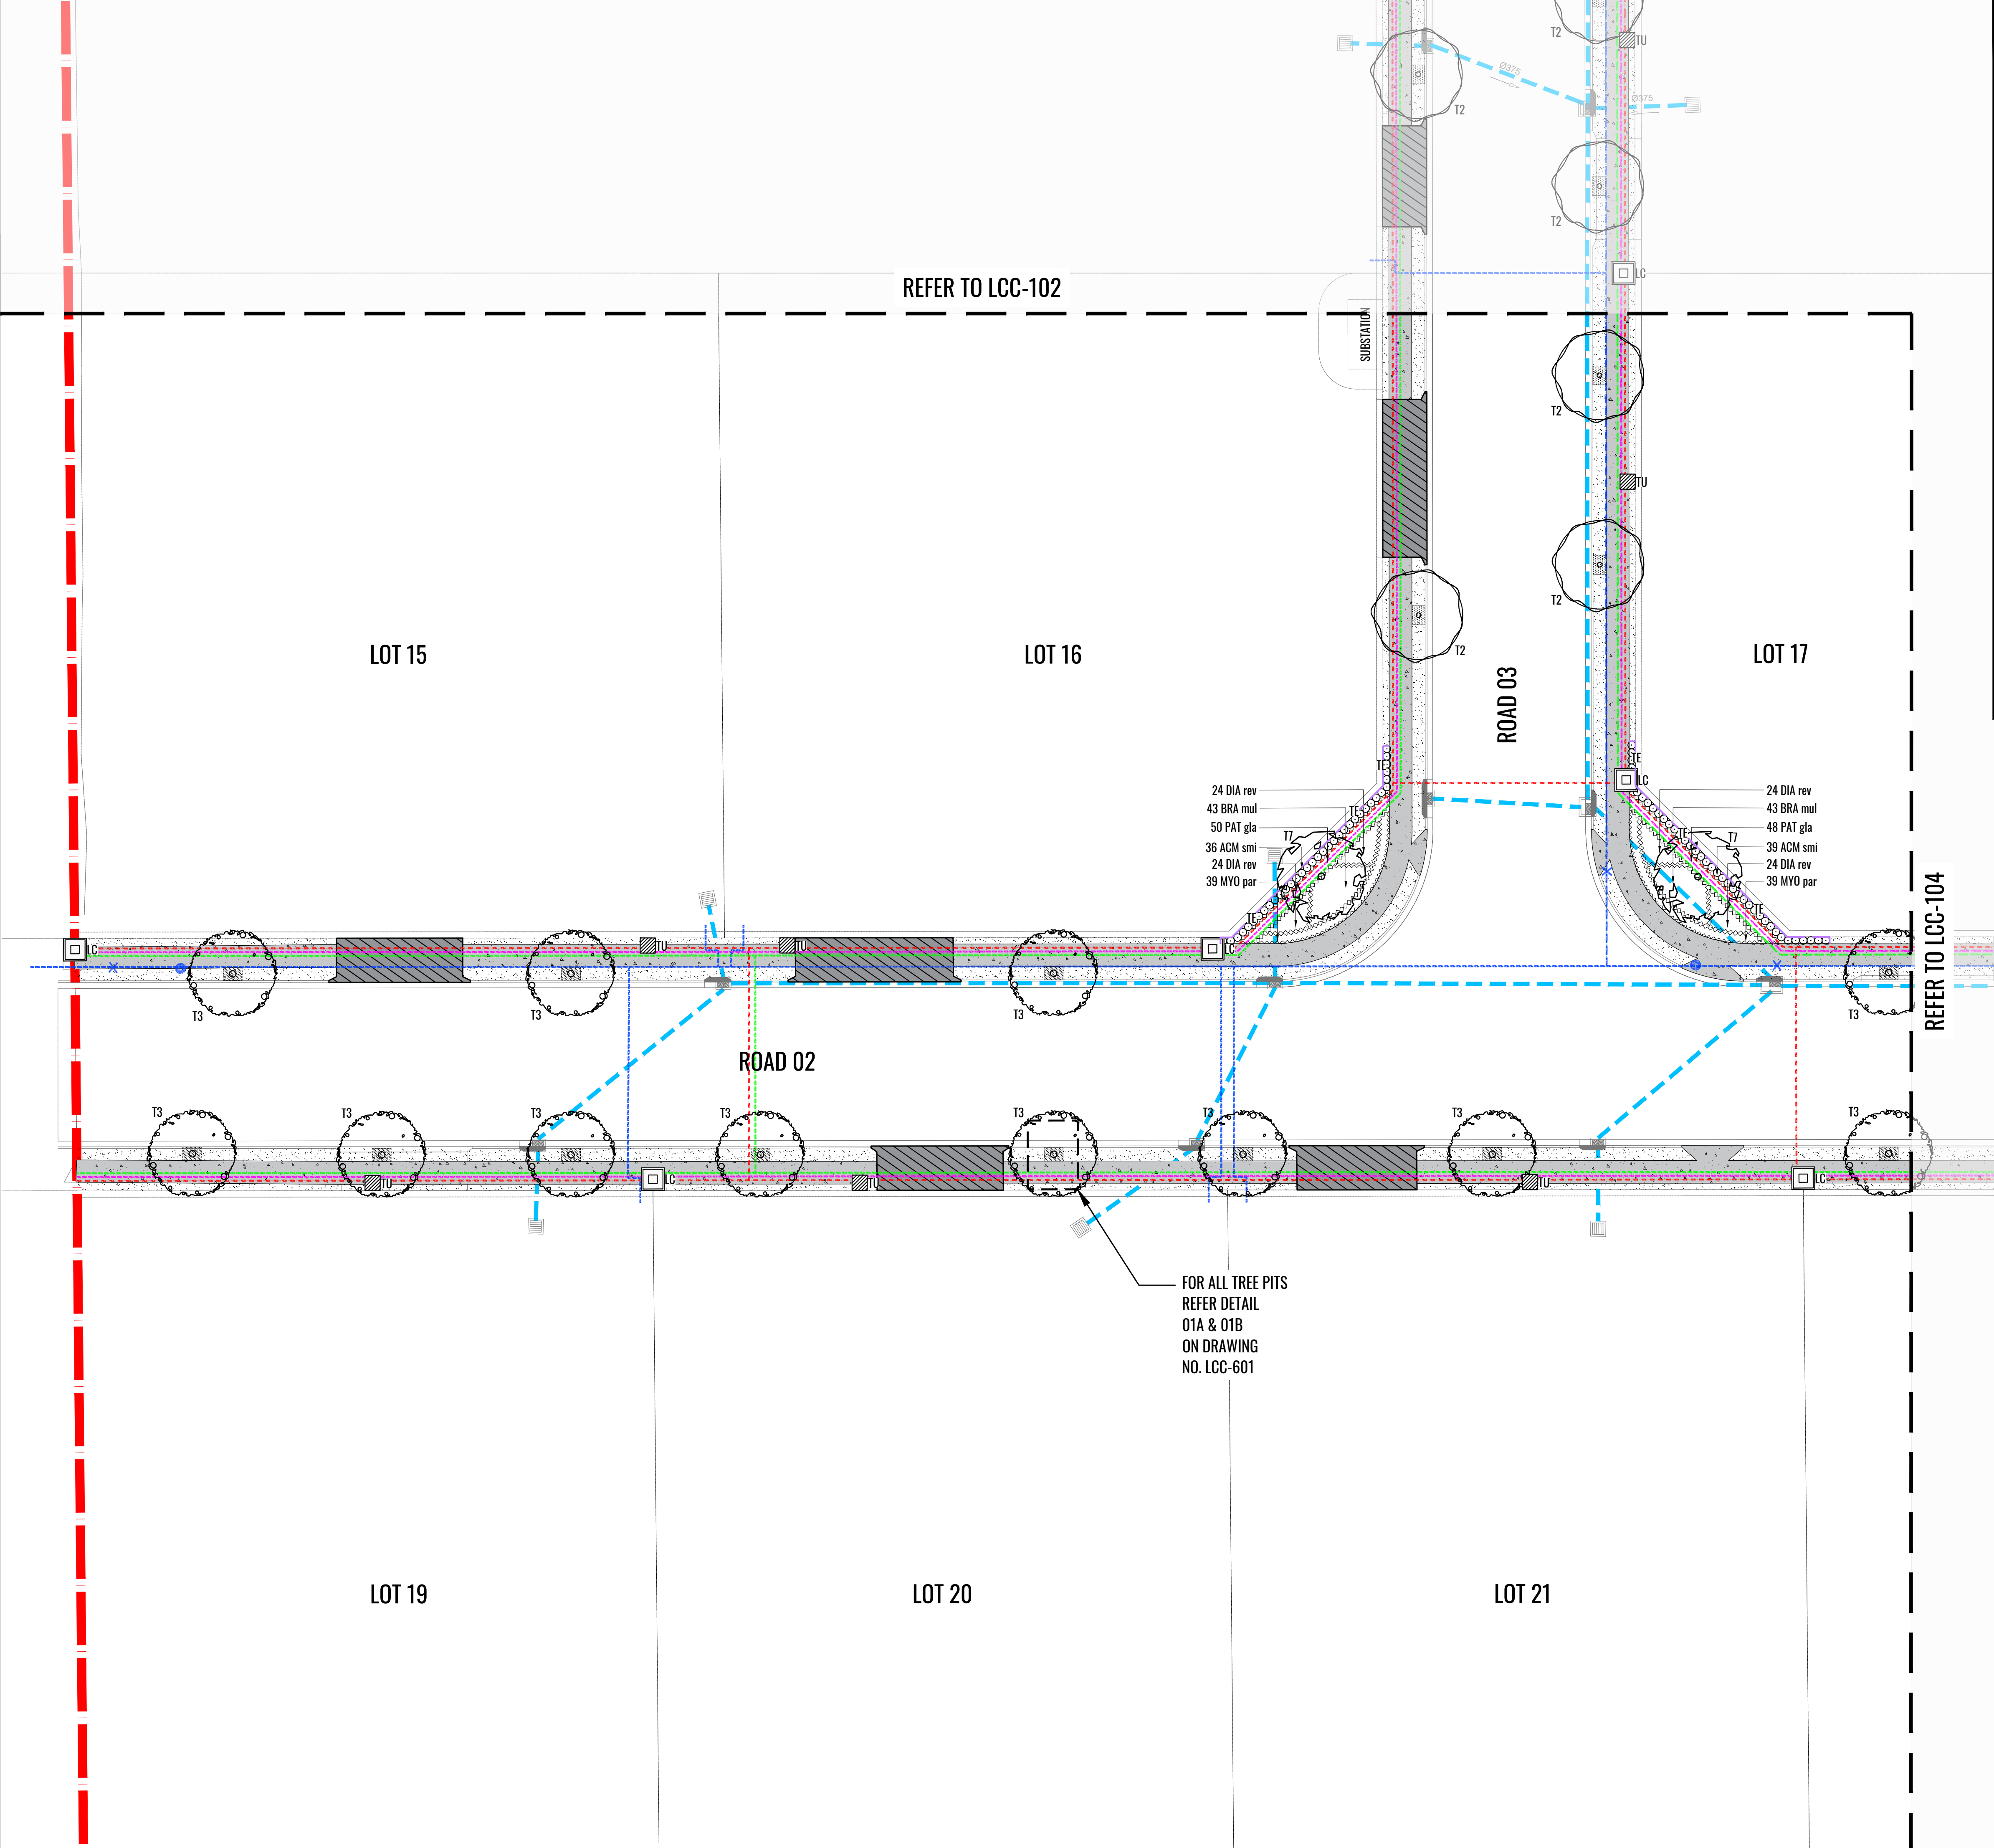 T2
TU
Ø375
Ø375
T2
T2
LC
REFER TO LCC-102
SUBSTATION
T2
TU
T2
T2
LOT 15
LOT 16
ROAD 03
LOT 17
TE
TE
LC
24 DIA rev
43 BRA mul
50 PAT gla
36 ACM smi
24 DIA rev
39 MYO par
TE
T7
TE
24 DIA rev
43 BRA mul
48 PAT gla
39 ACM smi
24 DIA rev
39 MYO par
TE
T7
TE
REFER TO LCC-104
LC
TU
TU
LC
T3
T3
T3
T3
ROAD 02
T3
T3
T3
T3
T3
T3
T3
T3
TU
LC
TU
TU
LC
FOR ALL TREE PITS
REFER DETAIL
01A & 01B
ON DRAWING
NO. LCC-601
LOT 19
LOT 20
LOT 21